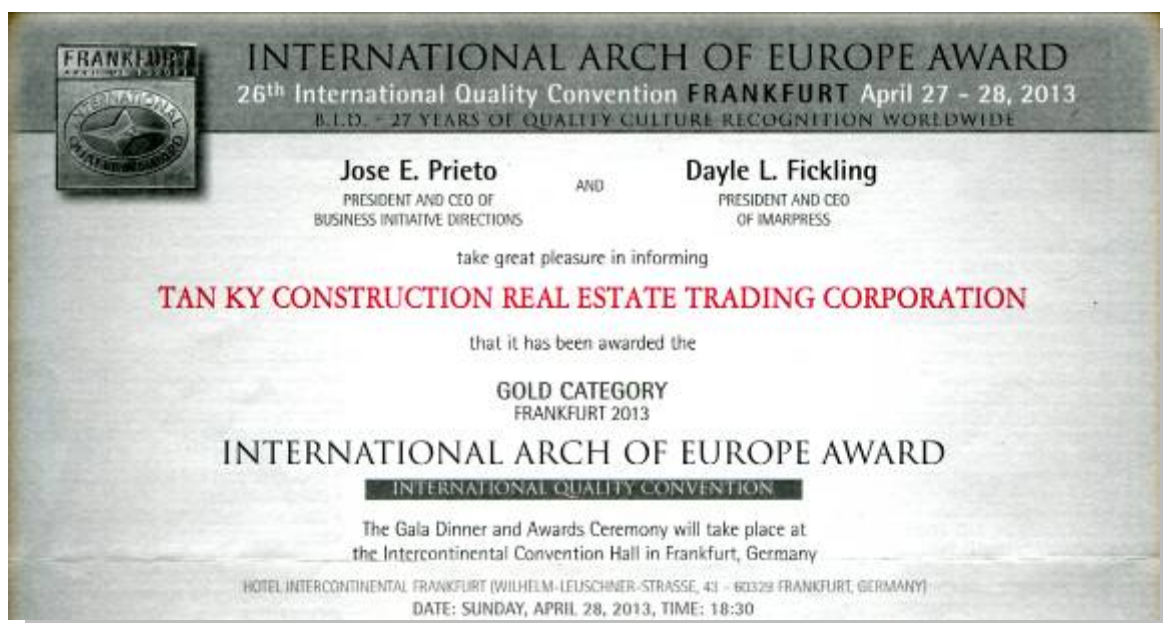 FRANKFURT
INTERNATIONAL
QUALITY AWARD
INTERNATIONAL ARCH OF EUROPE AWARD
26th International Quality Convention FRANKFURT April 27 - 28, 2013
B.I.D. - 27 YEARS OF QUALITY CULTURE RECOGNITION WORLDWIDE
Jose E. Prieto AND Dayle L. Fickling
PRESIDENT AND CEO OF PRESIDENT AND CEO
BUSINESS INITIATIVE DIRECTIONS OF IMARPRESS
take great pleasure in informing
TAN KY CONSTRUCTION REAL ESTATE TRADING CORPORATION
that it has been awarded the
GOLD CATEGORY
FRANKFURT 2013
INTERNATIONAL ARCH OF EUROPE AWARD
INTERNATIONAL QUALITY CONVENTION
The Gala Dinner and Awards Ceremony will take place at
the Intercontinental Convention Hall in Frankfurt, Germany
HOTEL INTERCONTINENTAL FRANKFURT (WILHELM-LEUSCHNER-STRASSE, 43 - 60329 FRANKFURT, GERMANY)
DATE: SUNDAY, APRIL 28, 2013, TIME: 18:30